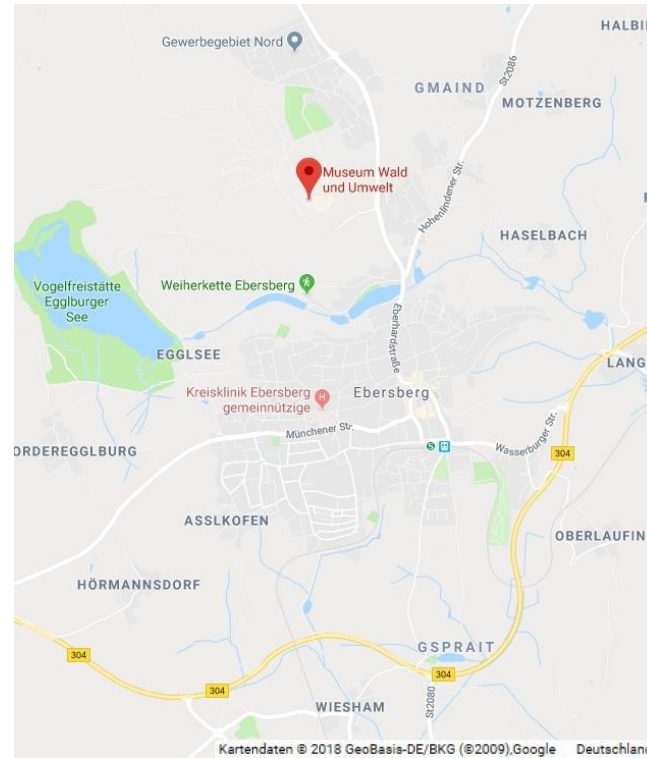 HALBI
Gewerbegebiet Nord
St2086
GMAIND
MOTZENBERG
Museum Wald
und Umwelt
Hohenlindener Str.
HASELBACH
Vogelfreistätte
Egglburger
See
Weiherkette Ebersberg
Eberhardstraße
EGGLSEE
LANG
Kreisklinik Ebersberg
gemeinnützige
H
Ebersberg
Münchener Str.
S
Wasserburger Str.
304
ORDEREGGLBURG
ASSLKOFEN
OBERLAUFIN
HÖRMANNSDORF
GSPRAIT
304
304
304
St2080
WIESHAM
Kartendaten © 2018 GeoBasis-DE/BKG (©2009),Google Deutschland